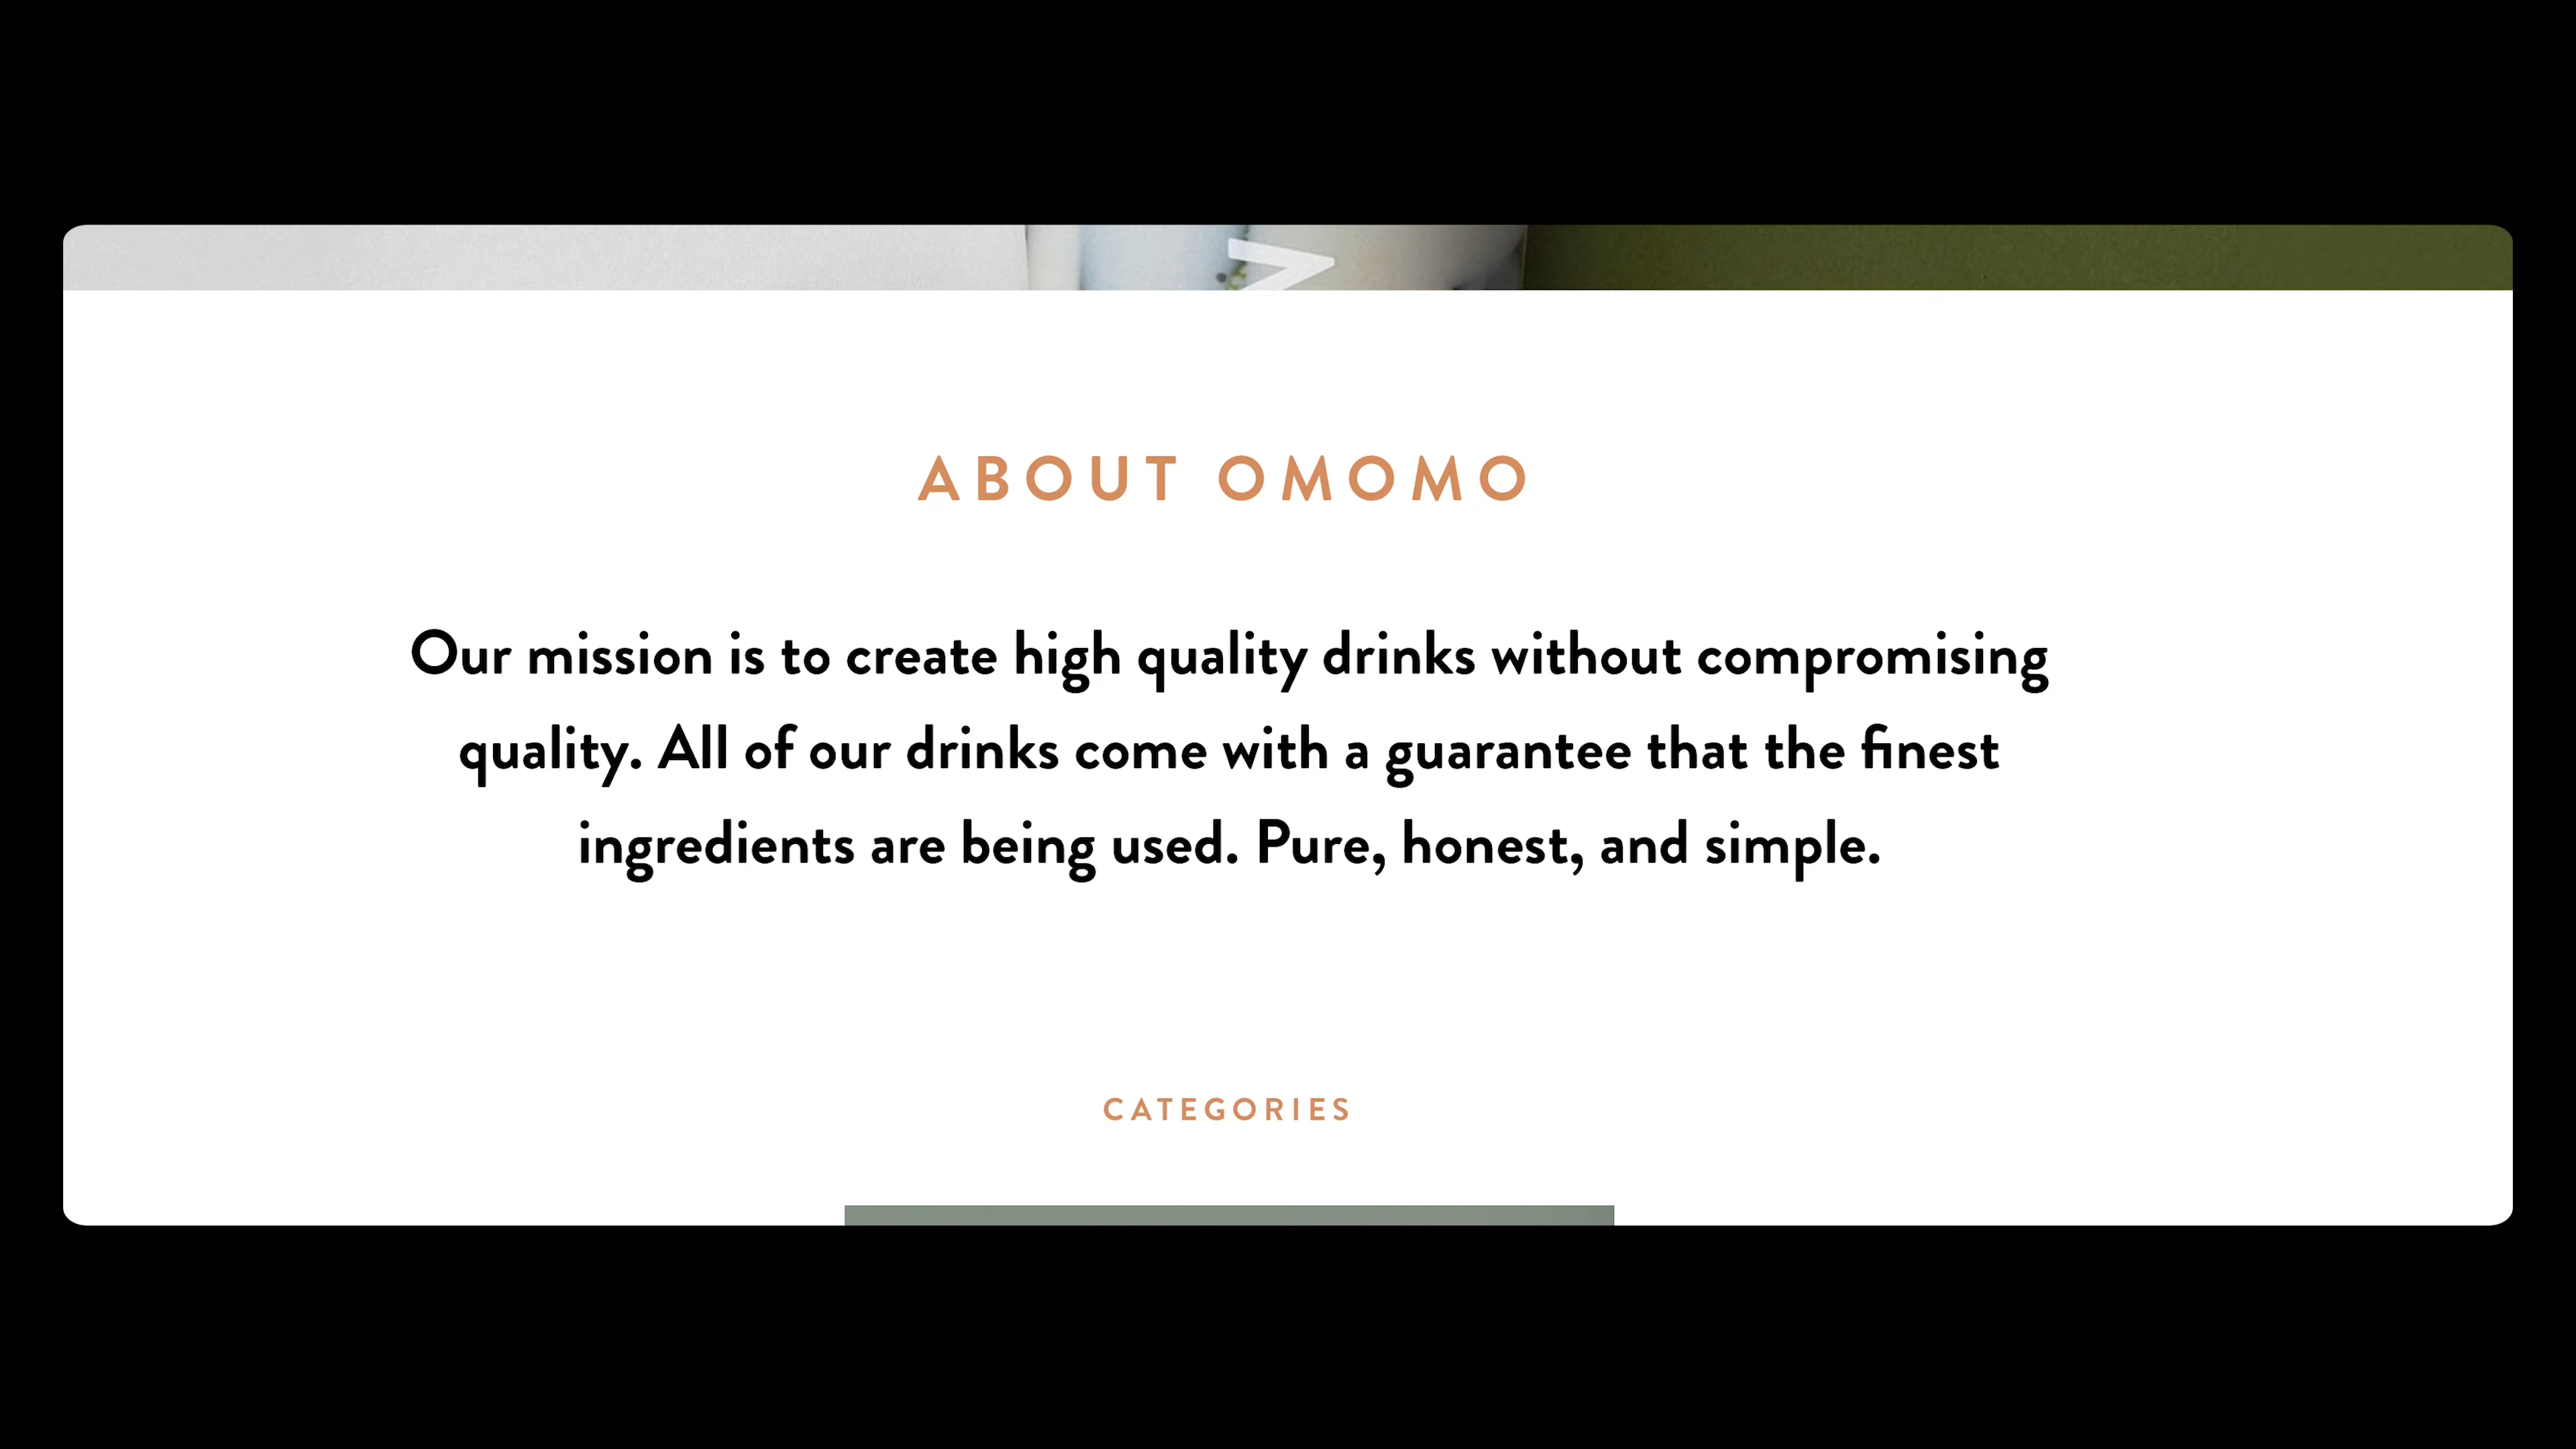 ABOUT OMOMO
Our mission is to create high quality drinks without compromising
quality. All of our drinks come with a guarantee that the finest
ingredients are being used. Pure, honest, and simple.
CATEGORIES